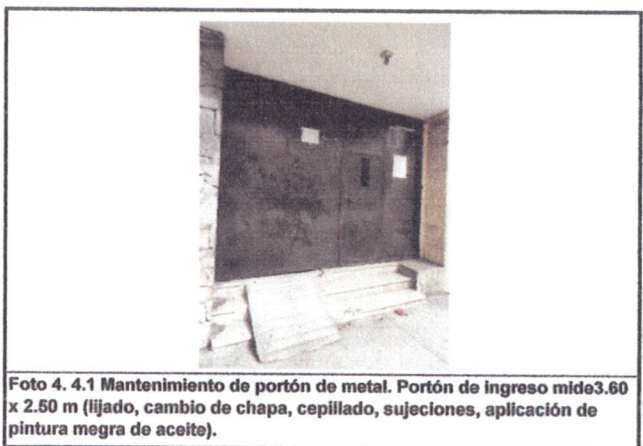 Foto 4. 4.1 Mantenimiento de portón de metal. Portón de ingreso mide3.60
x 2.50 m (lijado, cambio de chapa, cepillado, sujeciones, aplicación de
pintura megra de aceite).